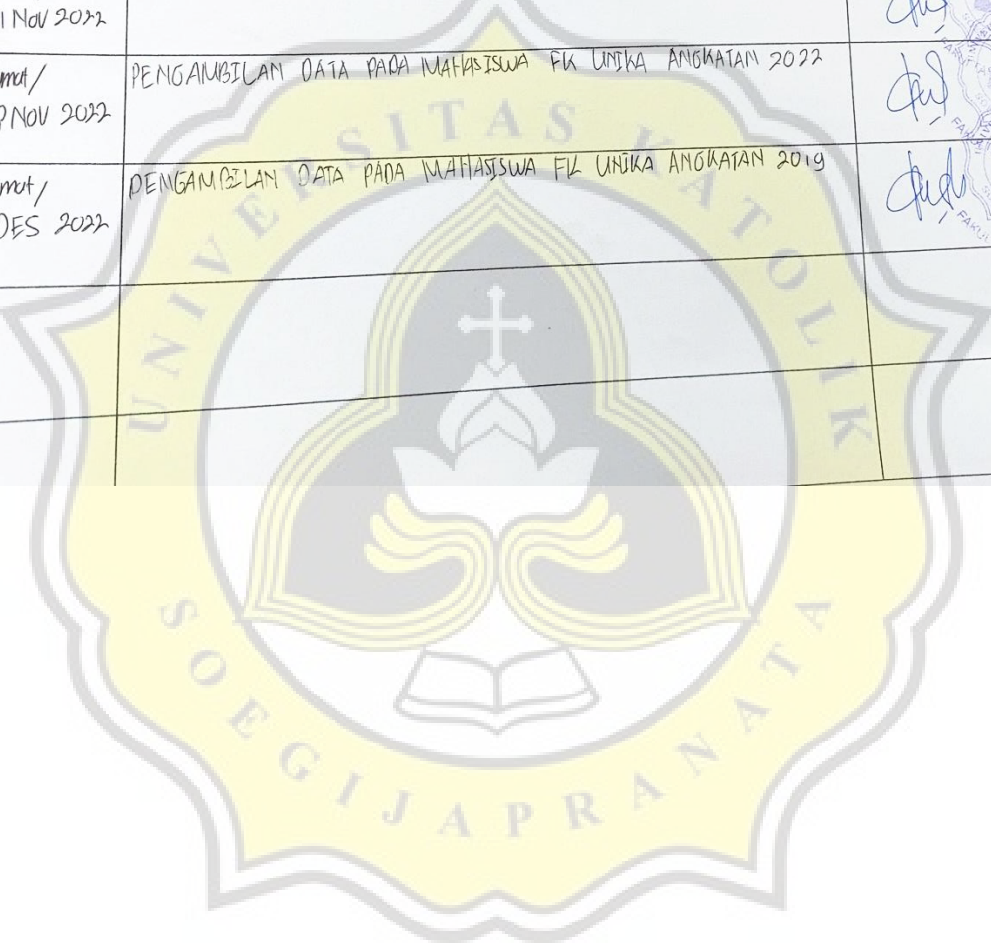 1 NOV 2022
PENGAMBILAN DATA PADA MAHASISWA FK UNIKA ANGKATAN 2022
NOV 2022
PENGAMBILAN DATA PADA MAHASISWA FK UNIKA ANGKATAN 2019
DES 2022
UNIVERSITAS KATOLIK
SOEGIJAPRANATA